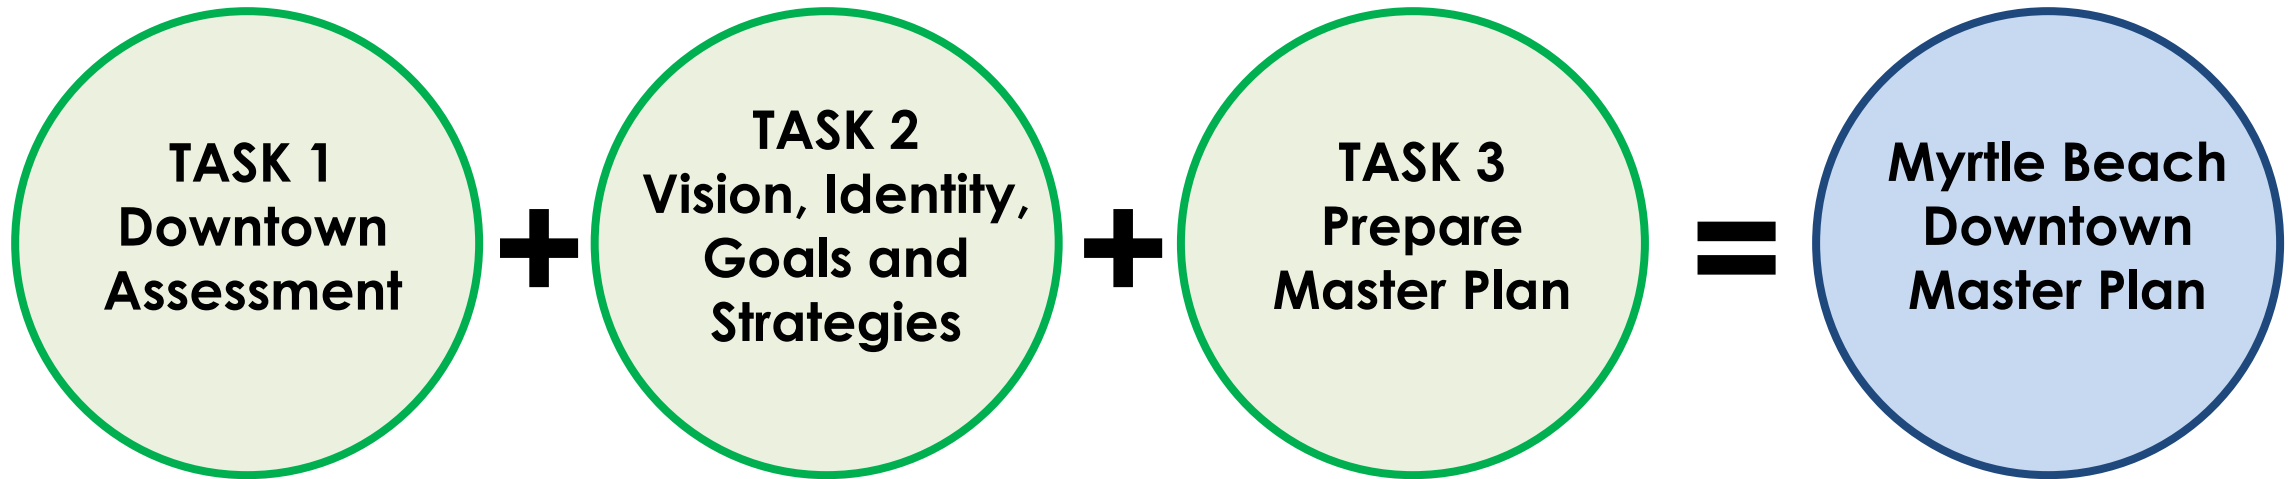 TASK 1
Downtown
Assessment
+
TASK 2
Vision, Identity,
Goals and
Strategies
+
TASK 3
Prepare
Master Plan
=
Myrtle Beach
Downtown
Master Plan